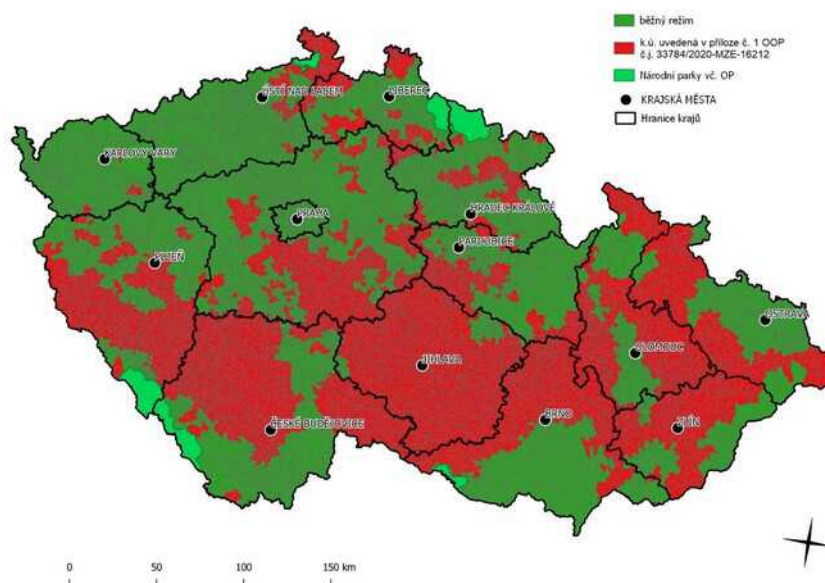 běžný režim
k.ú. uvedená v příloze č. 1 OOP
č.j. 33784/2020-MZE-16212
Národní parky vč. OP
KRAJSKÁ MĚSTA
Hranice krajů
ÚSTÍ NAD LABEM
LIBEREC
KARLOVY VARY
PRAHA
HRADEC KRÁLOVÉ
PARDUBICE
PLZEŇ
OSTRAVA
OLOMOUC
JIHLAVA
ČESKÉ BUDĚJOVICE
BRNO
ZLÍN
0 50 100 150 km